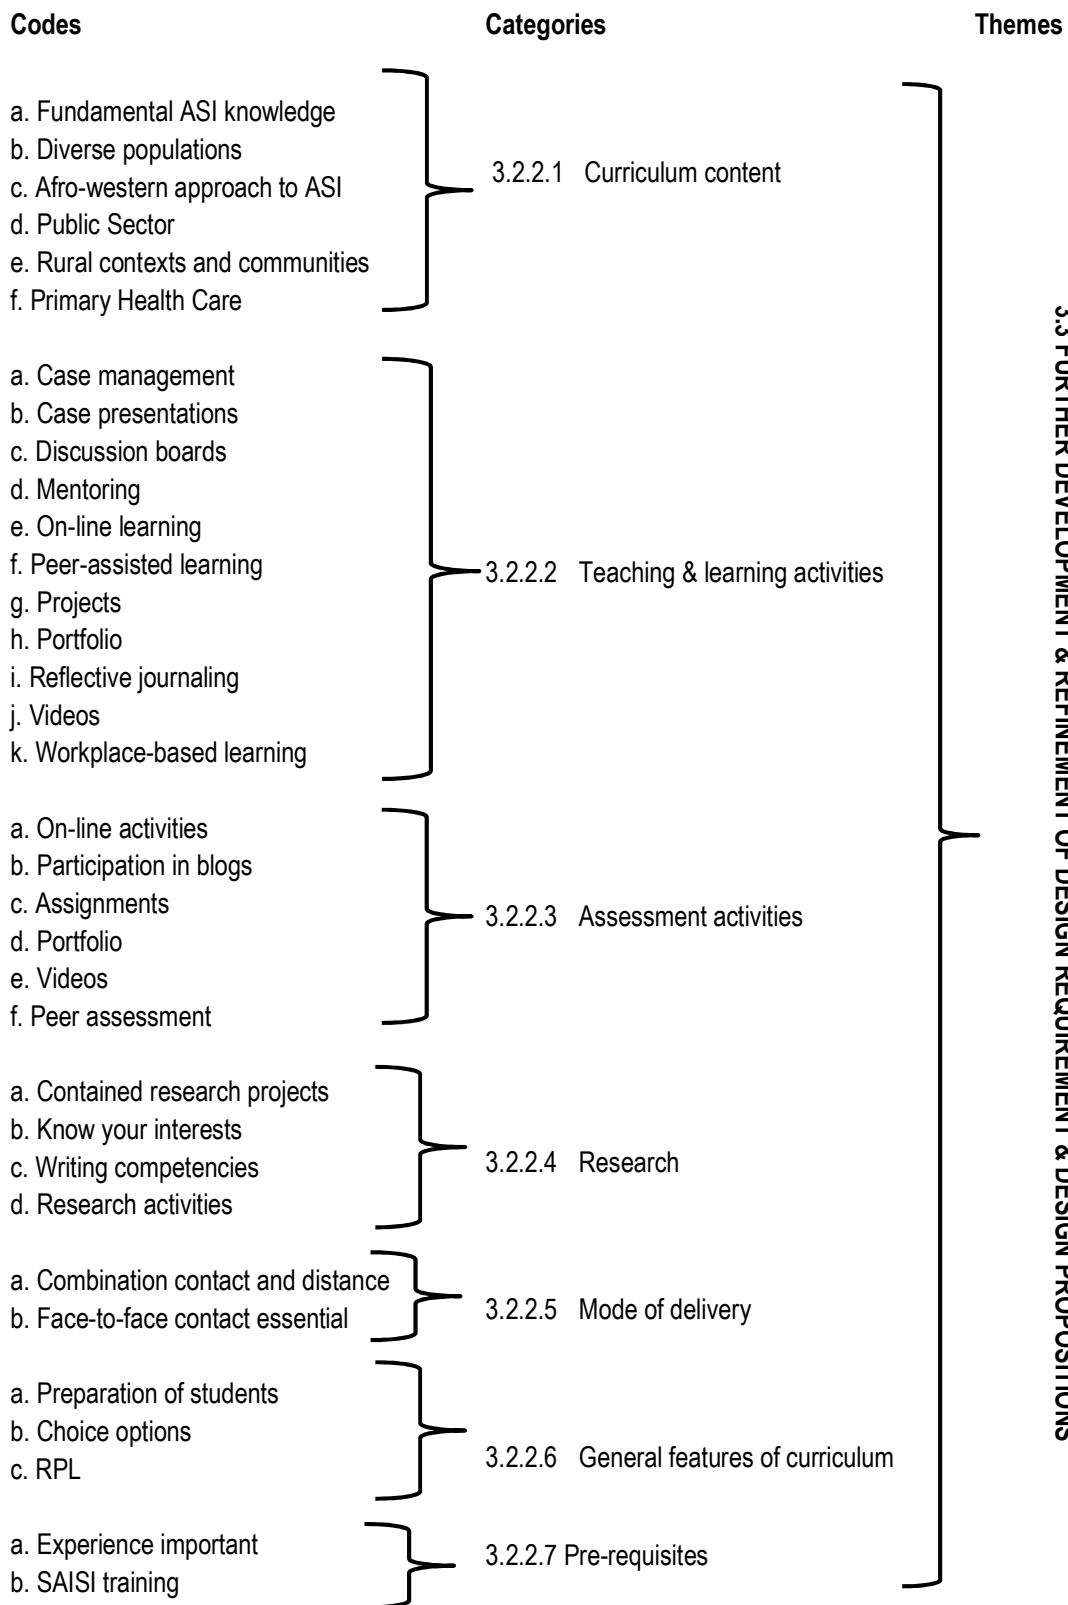 Codes Categories Themes
a. Fundamental ASI knowledge
b. Diverse populations
c. Afro-western approach to ASI
d. Public Sector
e. Rural contexts and communities
f. Primary Health Care
3.2.2.1 Curriculum content
a. Case management
b. Case presentations
c. Discussion boards
d. Mentoring
e. On-line learning
f. Peer-assisted learning
g. Projects
h. Portfolio
i. Reflective journaling
j. Videos
k. Workplace-based learning
3.2.2.2 Teaching & learning activities
a. On-line activities
b. Participation in blogs
c. Assignments
d. Portfolio
e. Videos
f. Peer assessment
3.2.2.3 Assessment activities
a. Contained research projects
b. Know your interests
c. Writing competencies
d. Research activities
3.2.2.4 Research
a. Combination contact and distance
b. Face-to-face contact essential
3.2.2.5 Mode of delivery
a. Preparation of students
b. Choice options
c. RPL
3.2.2.6 General features of curriculum
a. Experience important
b. SAISI training
3.2.2.7 Pre-requisites
3.3 FURTHER DEVELOPMENT & REFINEMENT OF DESIGN REQUIREMENT & DESIGN PROPOSITIONS